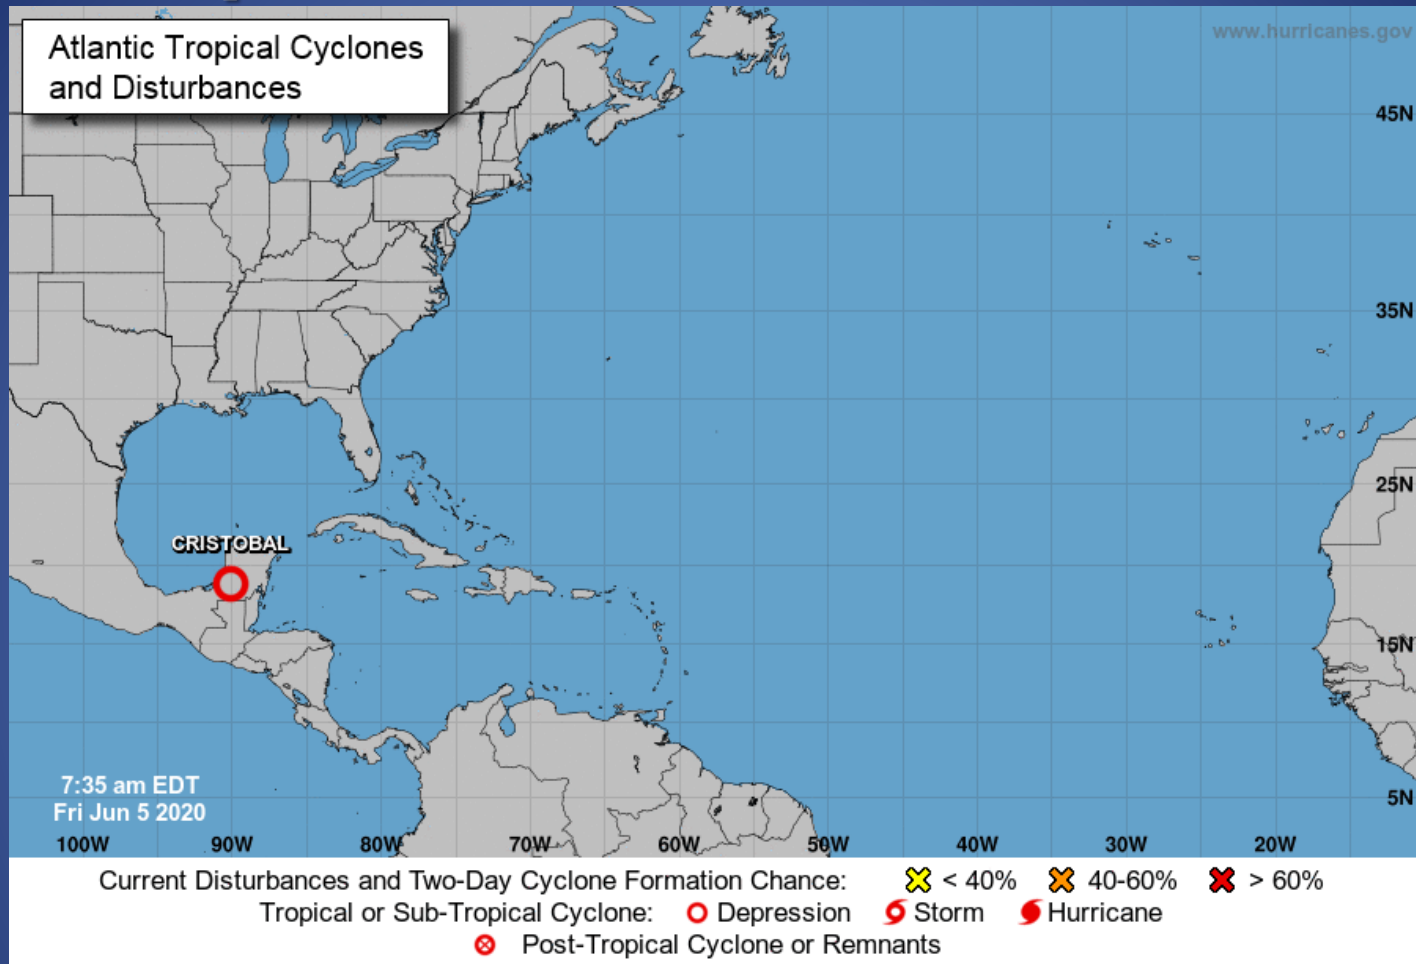 Atlantic Tropical Cyclones
and Disturbances
www.hurricanes.gov
45N
35N
25N
CRISTOBAL
15N
7:35 am EDT
Fri Jun 5 2020
5N
100W 90W 80W 70W 60W 50W 40W 30W 20W
Current Disturbances and Two-Day Cyclone Formation Chance: < 40% 40-60% > 60%
Tropical or Sub-Tropical Cyclone: Depression Storm Hurricane
Post-Tropical Cyclone or Remnants